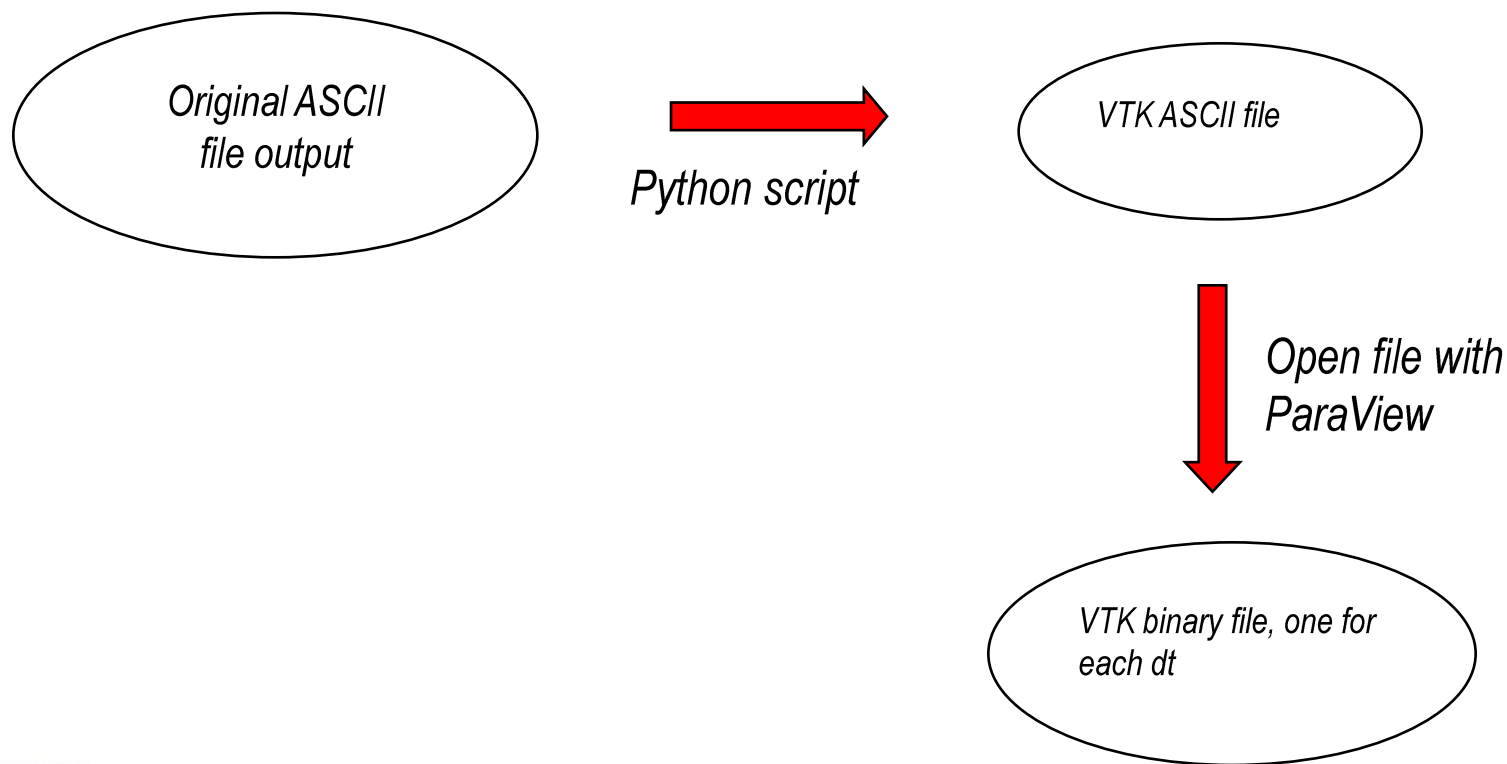 Original ASCII
file output
Python script
VTK ASCII file
Open file with
ParaView
VTK binary file, one for
each dt